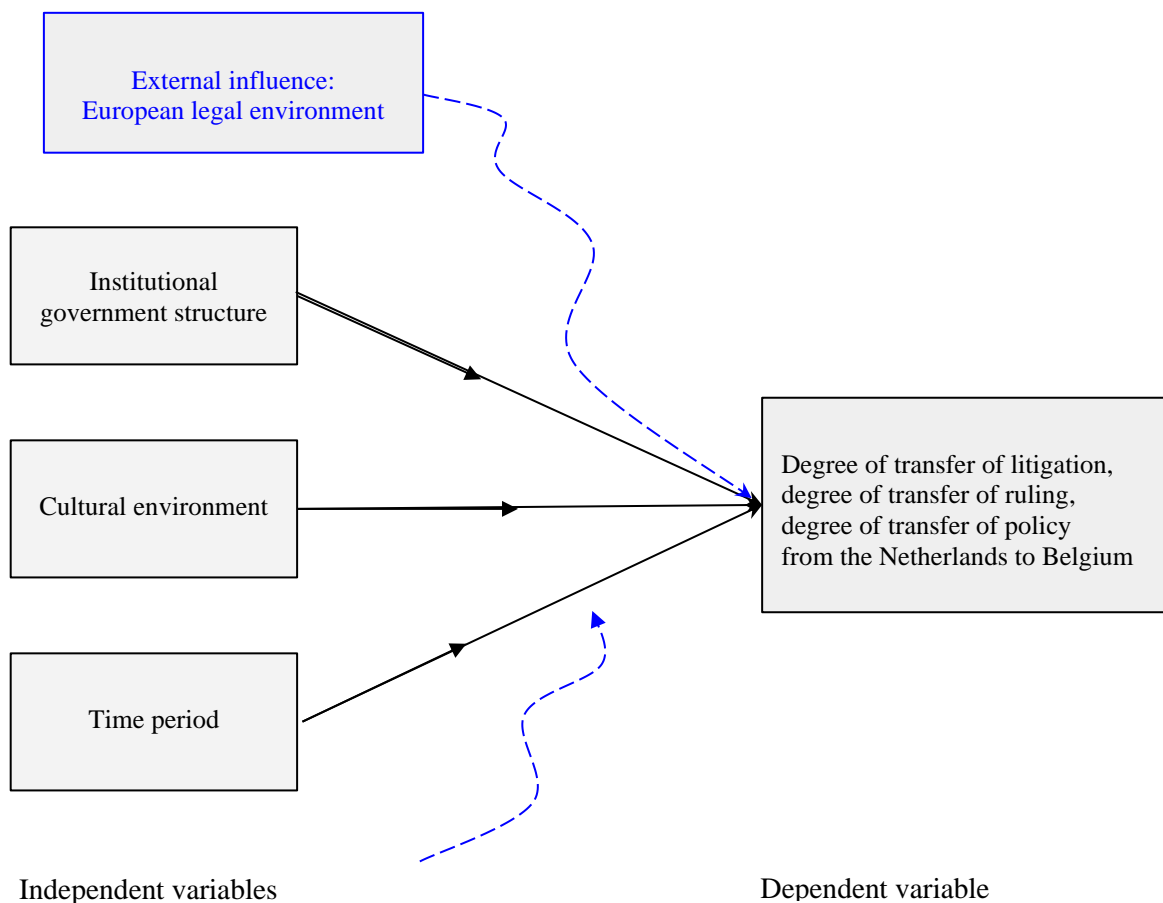 External influence:
European legal environment
Institutional
government structure
Cultural environment
Degree of transfer of litigation,
degree of transfer of ruling,
degree of transfer of policy
from the Netherlands to Belgium
Time period
Independent variables
Dependent variable